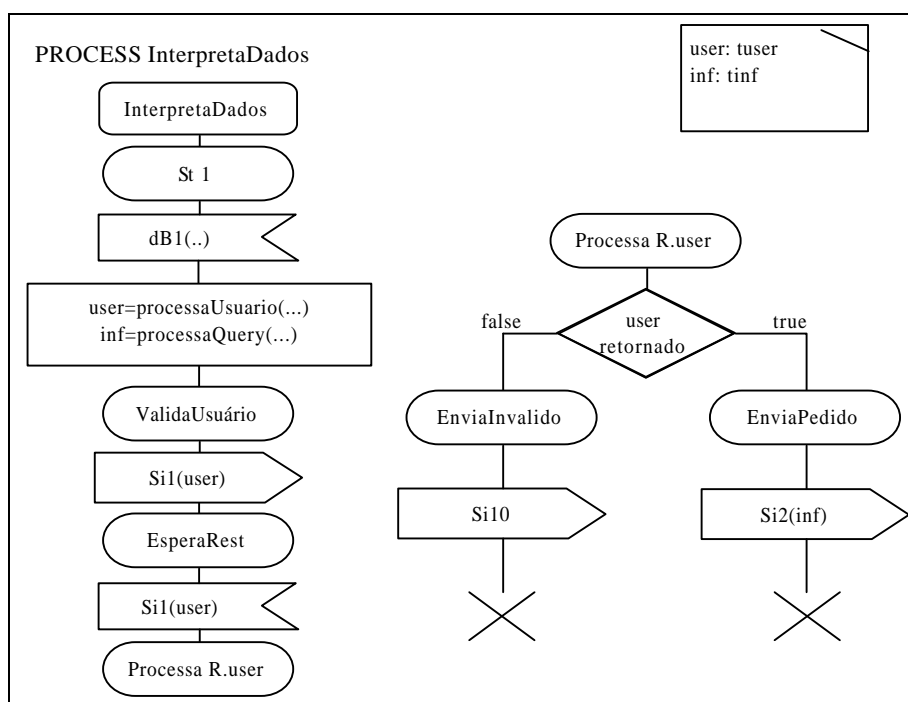 PROCESS InterpretaDados
user: tuser
inf: tinf
InterpretaDados
St 1
dB1(..)
user=processaUsuario(...)
inf=processaQuery(...)
ValidaUsuário
Si1(user)
EsperaRest
Si1(user)
Processa R.user
Processa R.user
user
retornado
false
true
EnviaInvalido
Si10
EnviaPedido
Si2(inf)